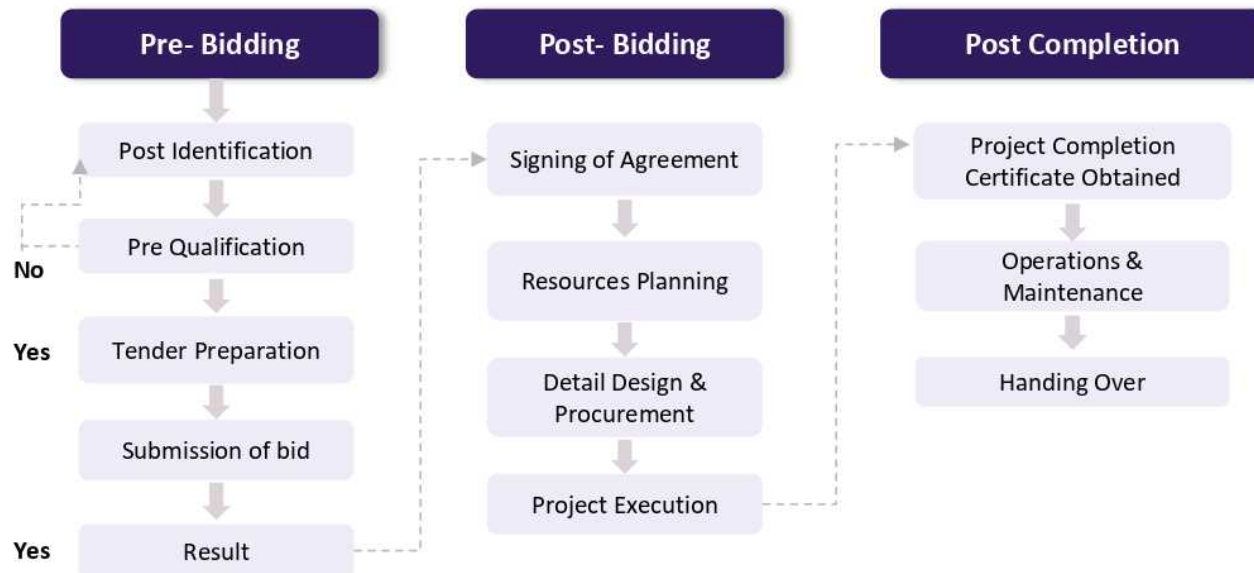 Pre- Bidding
Post Identification
Pre Qualification
No
Yes
Tender Preparation
Submission of bid
Yes
Result
Post- Bidding
Signing of Agreement
Resources Planning
Detail Design &
Procurement
Project Execution
Post Completion
Project Completion
Certificate Obtained
Operations &
Maintenance
Handing Over